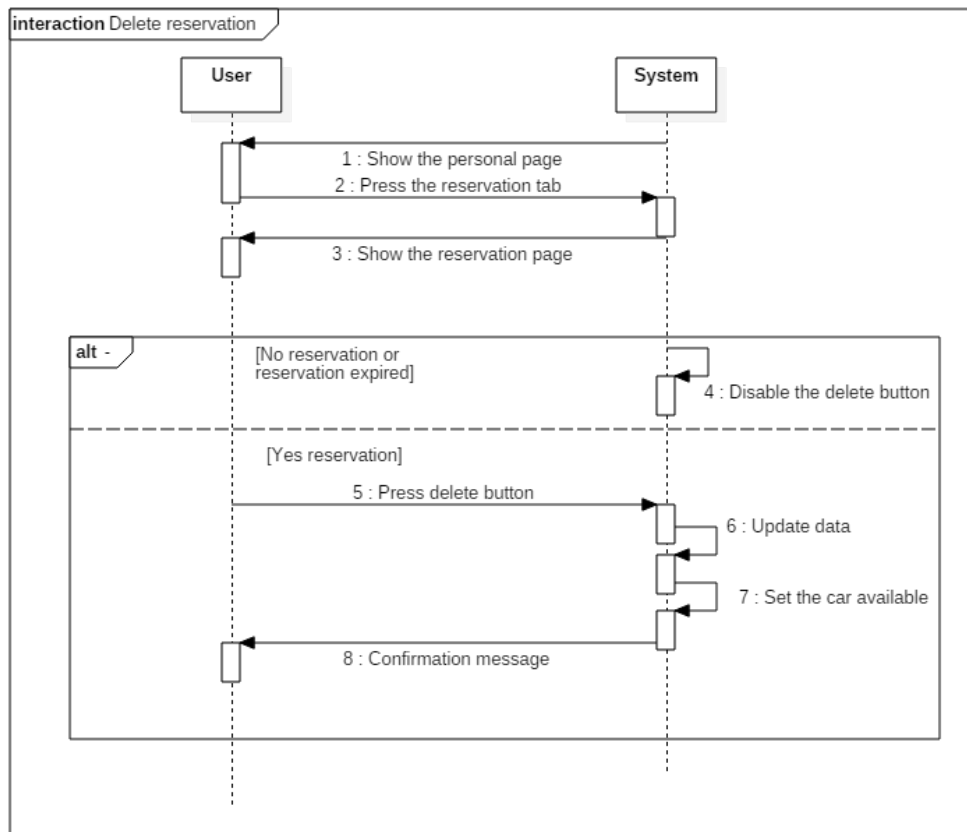 interaction Delete reservation
User
System
1 : Show the personal page
2 : Press the reservation tab
3 : Show the reservation page
alt -
[No reservation or
reservation expired]
4 : Disable the delete button
[Yes reservation]
5 : Press delete button
6 : Update data
7 : Set the car available
8 : Confirmation message